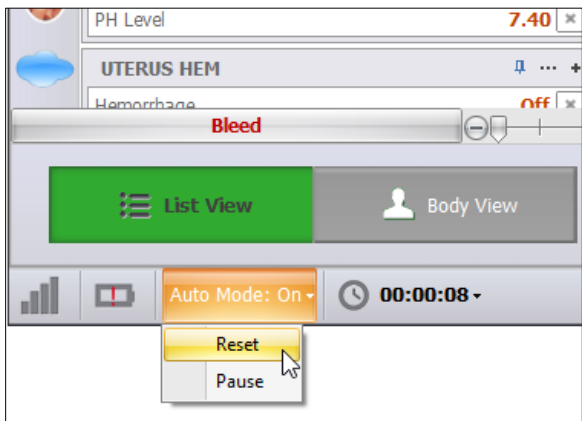 PH Level 7.40
UTERUS HEM
Hemorrhage Off
Bleed
List View Body View
Auto Mode: On 00:00:08
Reset
Pause